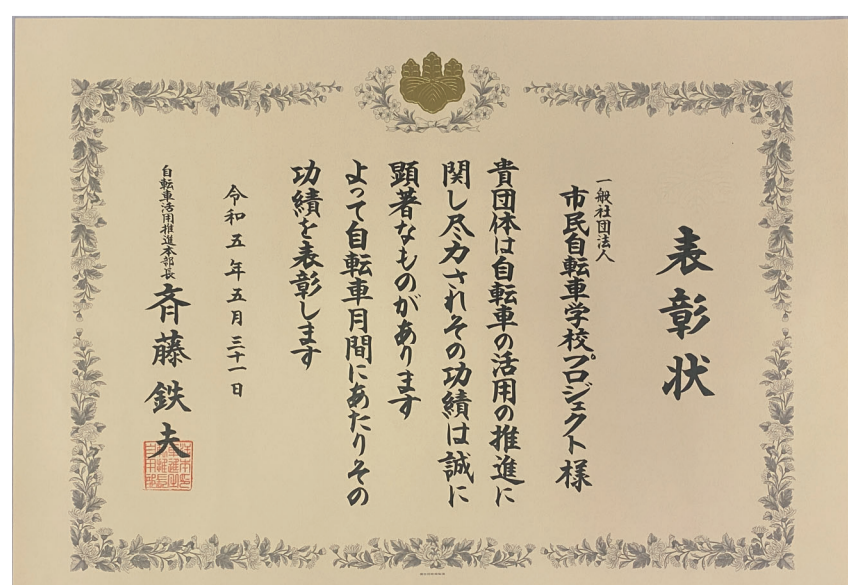 表彰状
一般社団法人
市民自転車学校プロジェクト様
貴団体は自転車の活用の推進に
関し尽力されその功績は誠に
顕著なものがあります
よって自転車月間にあたりその
功績を表彰します
令和五年五月三十一日
自転車活用推進本部長
斉藤鉄夫